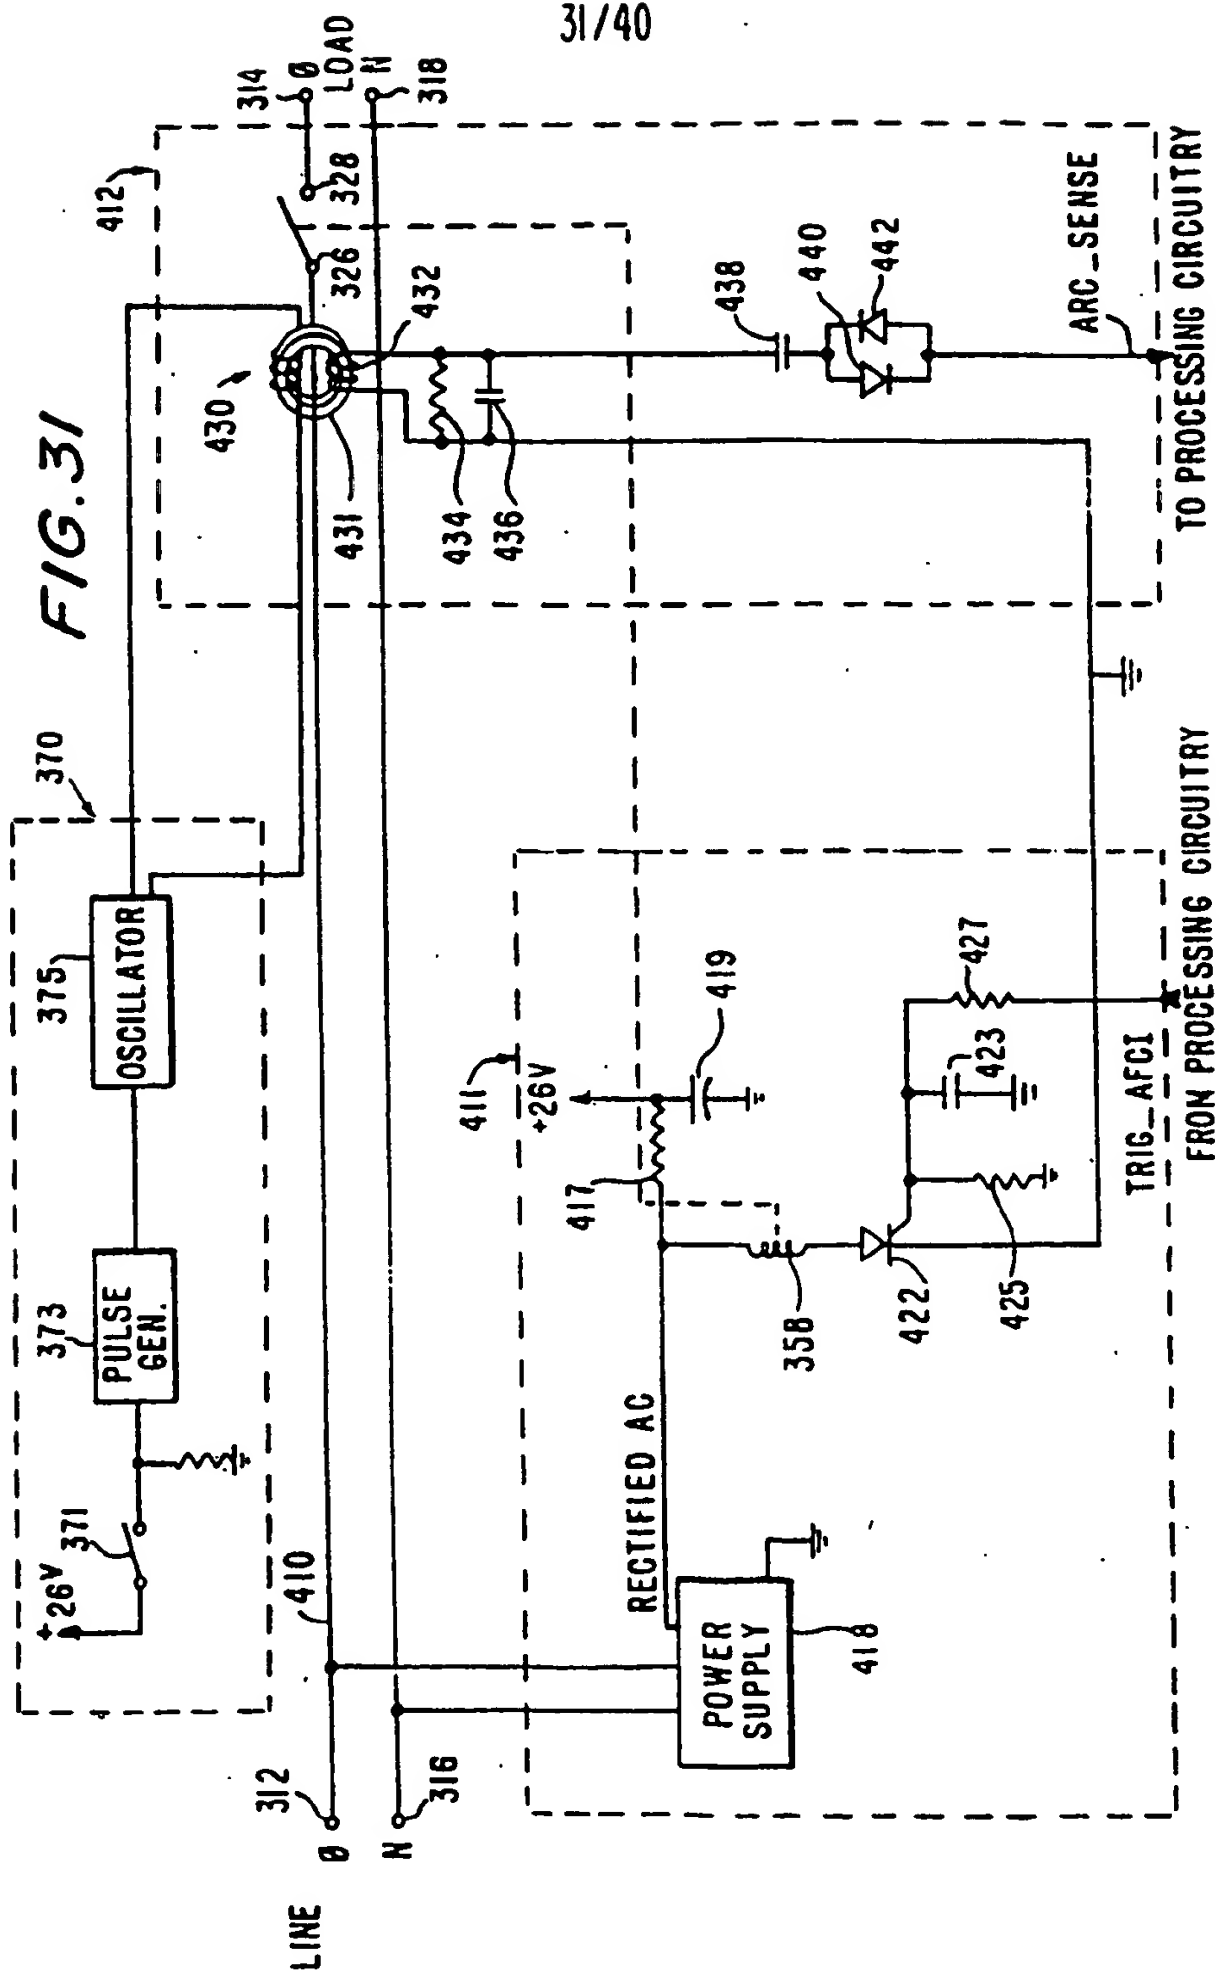 31/40
FIG. 31
370
371
+26V
373
PULSE
GEN.
375
OSCILLATOR
412
314
Ø
LOAD
N
318
328
326
430
431
432
434
436
438
440
442
ARC_SENSE
TO PROCESSING CIRCUITRY
LINE
Ø
312
N
316
410
411
+26V
417
419
RECTIFIED AC
POWER
SUPPLY
418
358
422
425
423
427
TRIG_AFCI
FROM PROCESSING CIRCUITRY